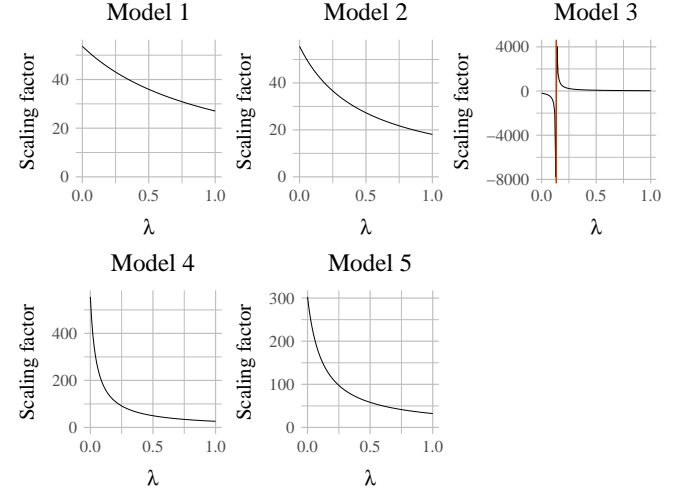 Model 1
Scaling factor
40
20
0
0.0 0.5 1.0
λ
Model 2
Scaling factor
40
20
0
0.0 0.5 1.0
λ
Model 3
Scaling factor
4000
0
−4000
−8000
0.0 0.5 1.0
λ
Model 4
Scaling factor
400
200
0
0.0 0.5 1.0
λ
Model 5
Scaling factor
300
200
100
0
0.0 0.5 1.0
λ